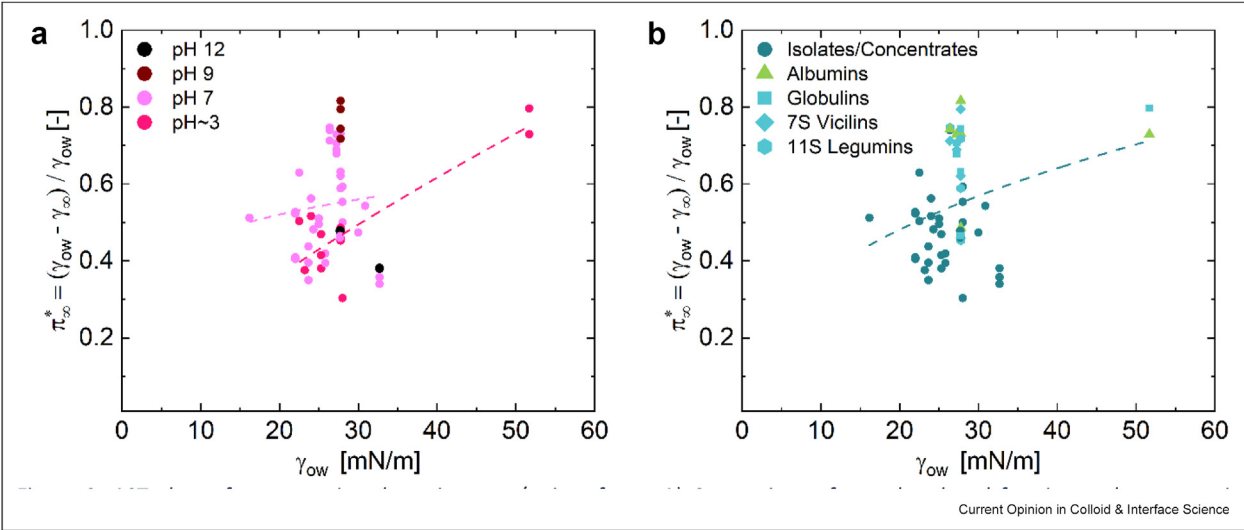 a
pH 12
pH 9
pH 7
pH~3
π*∞ = (γow - γ∞) / γow [-]
1.0
0.8
0.6
0.4
0.2
0 10 20 30 40 50 60
γow [mN/m]
b
Isolates/Concentrates
Albumins
Globulins
7S Vicilins
11S Legumins
π*∞ = (γow - γ∞) / γow [-]
1.0
0.8
0.6
0.4
0.2
0 10 20 30 40 50 60
γow [mN/m]
Current Opinion in Colloid & Interface Science